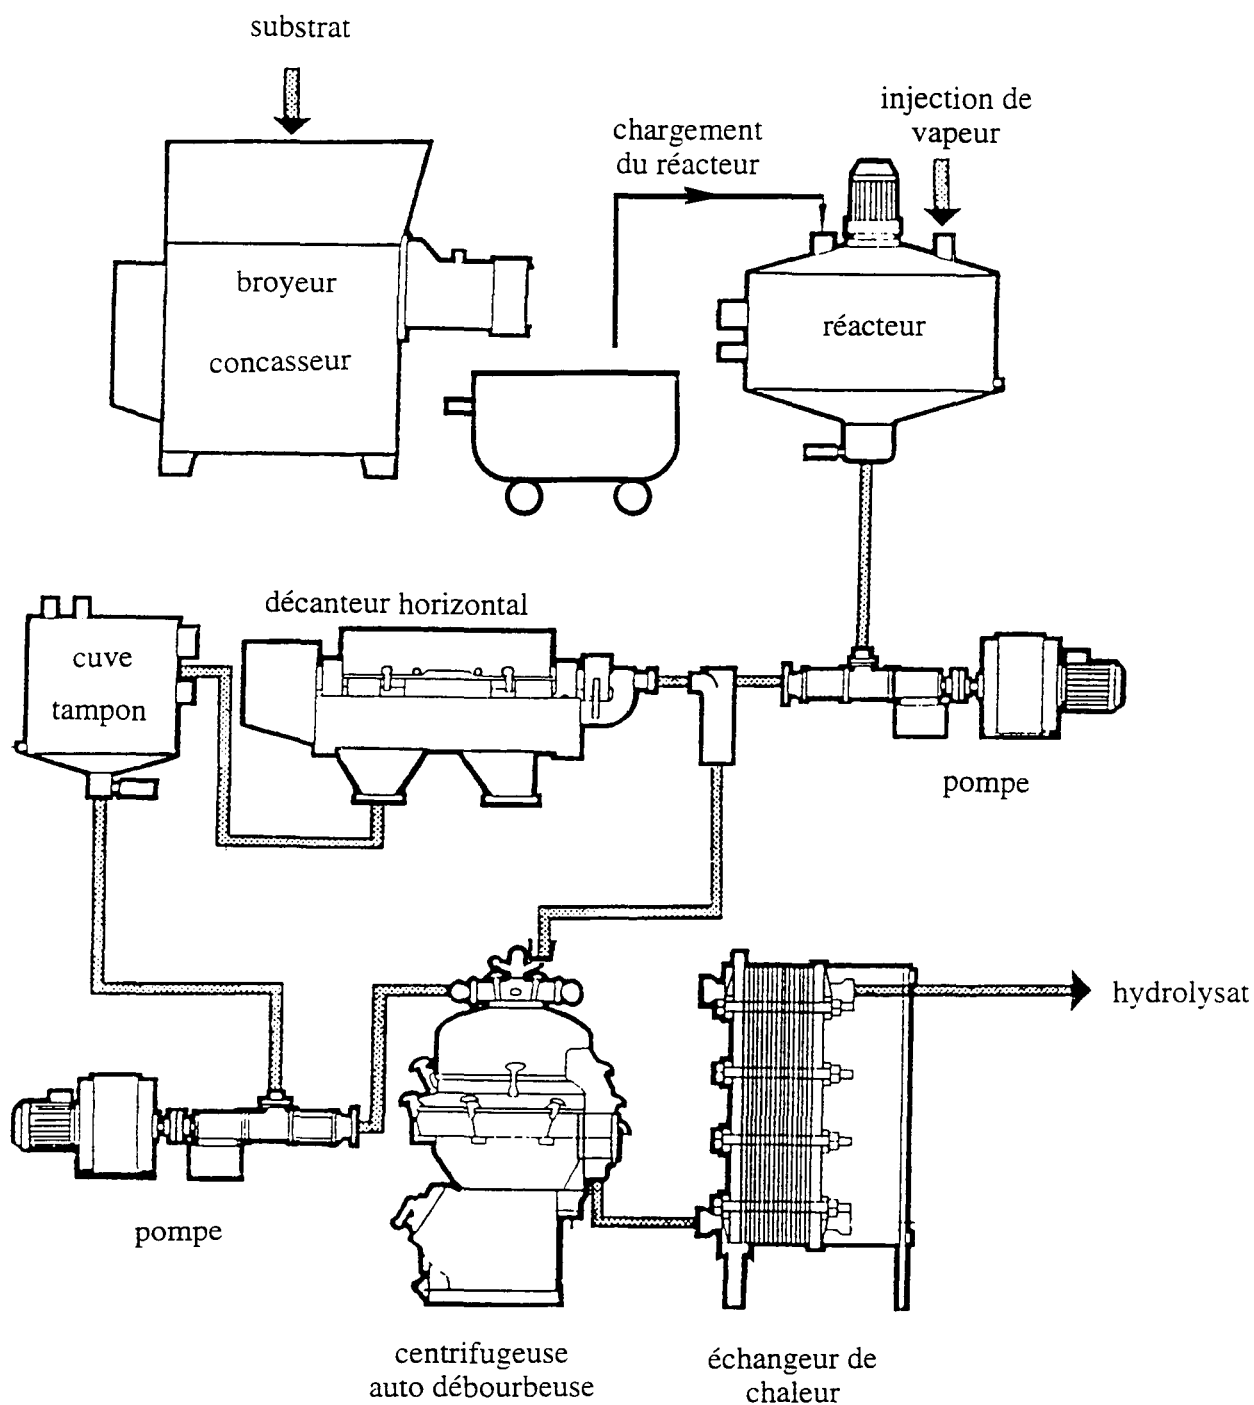 substrat
injection de
vapeur
chargement
du réacteur
broyeur
concasseur
réacteur
décanteur horizontal
cuve
tampon
pompe
hydrolysat
pompe
centrifugeuse
auto débourbeuse
échangeur de
chaleur